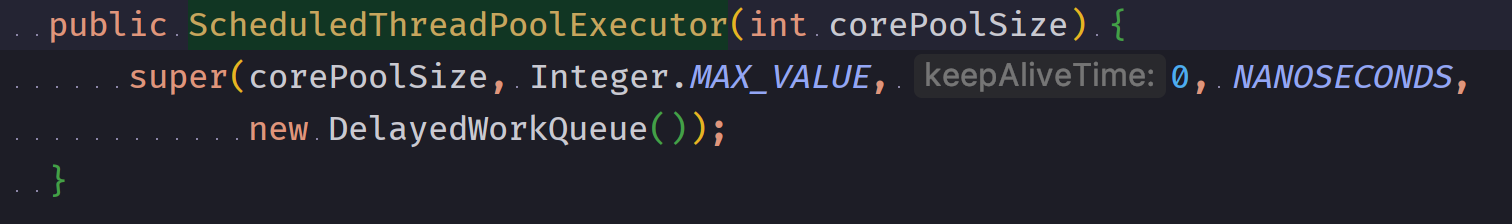 public ScheduledThreadPoolExecutor(int corePoolSize) {
super(corePoolSize, Integer.MAX_VALUE, keepAliveTime: 0, NANOSECONDS,
new DelayedWorkQueue());
}